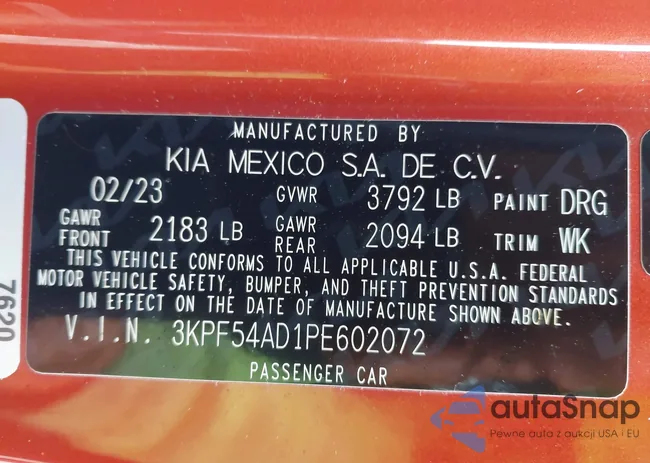 MANUFACTURED BY
KIA MEXICO S.A. DE C.V.
02/23 GVWR 3792 LB PAINT DRG
GAWR FRONT 2183 LB GAWR REAR 2094 LB TRIM WK
THIS VEHICLE CONFORMS TO ALL APPLICABLE U.S.A. FEDERAL
MOTOR VEHICLE SAFETY, BUMPER, AND THEFT PREVENTION STANDARDS
IN EFFECT ON THE DATE OF MANUFACTURE SHOWN ABOVE.
V.I.N. 3KPF54AD1PE602072
PASSENGER CAR
7620
autoSnap
Pewne auta z aukcji USA i EU